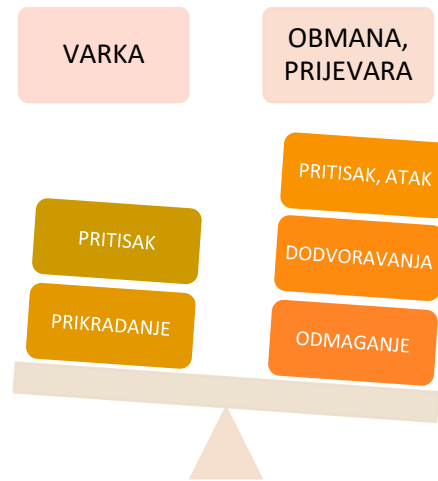 VARKA
OBMANA,
PRIJEVARA
PRITISAK
PRIKRADANJE
PRITISAK, ATAK
DODVORAVANJA
ODMAGANJE